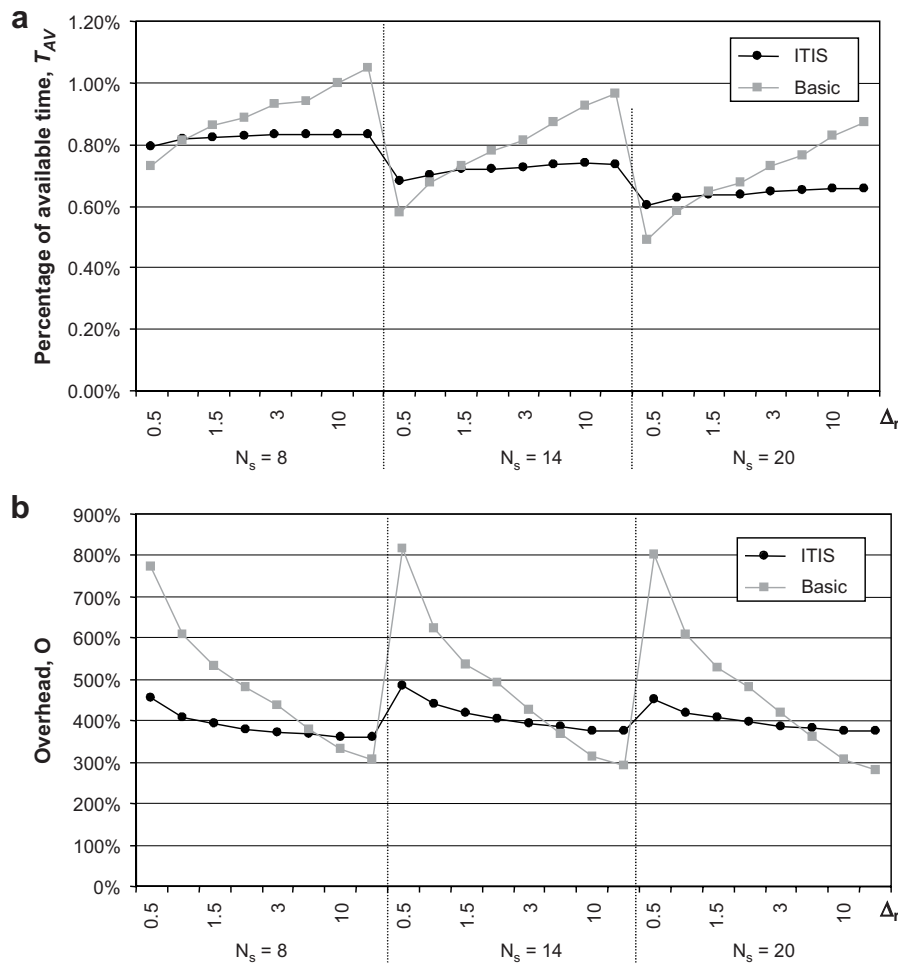 a
Percentage of available time, T_AV
1.20%
1.00%
0.80%
0.60%
0.40%
0.20%
0.00%
ITIS
Basic
0.5 1.5 3 10 0.5 1.5 3 10 0.5 1.5 3 10 Δr
N_s = 8 N_s = 14 N_s = 20
b
Overhead, O
900%
800%
700%
600%
500%
400%
300%
200%
100%
0%
ITIS
Basic
0.5 1.5 3 10 0.5 1.5 3 10 0.5 1.5 3 10 Δr
N_s = 8 N_s = 14 N_s = 20